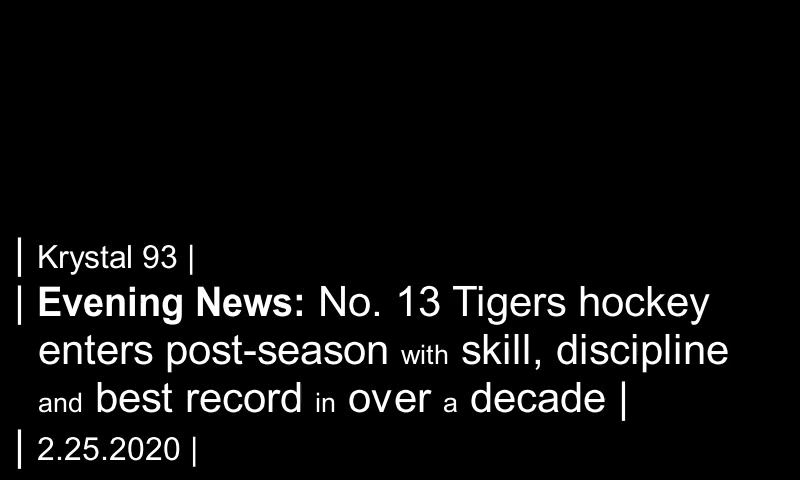 | Krystal 93 |
| Evening News: No. 13 Tigers hockey
enters post-season with skill, discipline
and best record in over a decade |
| 2.25.2020 |